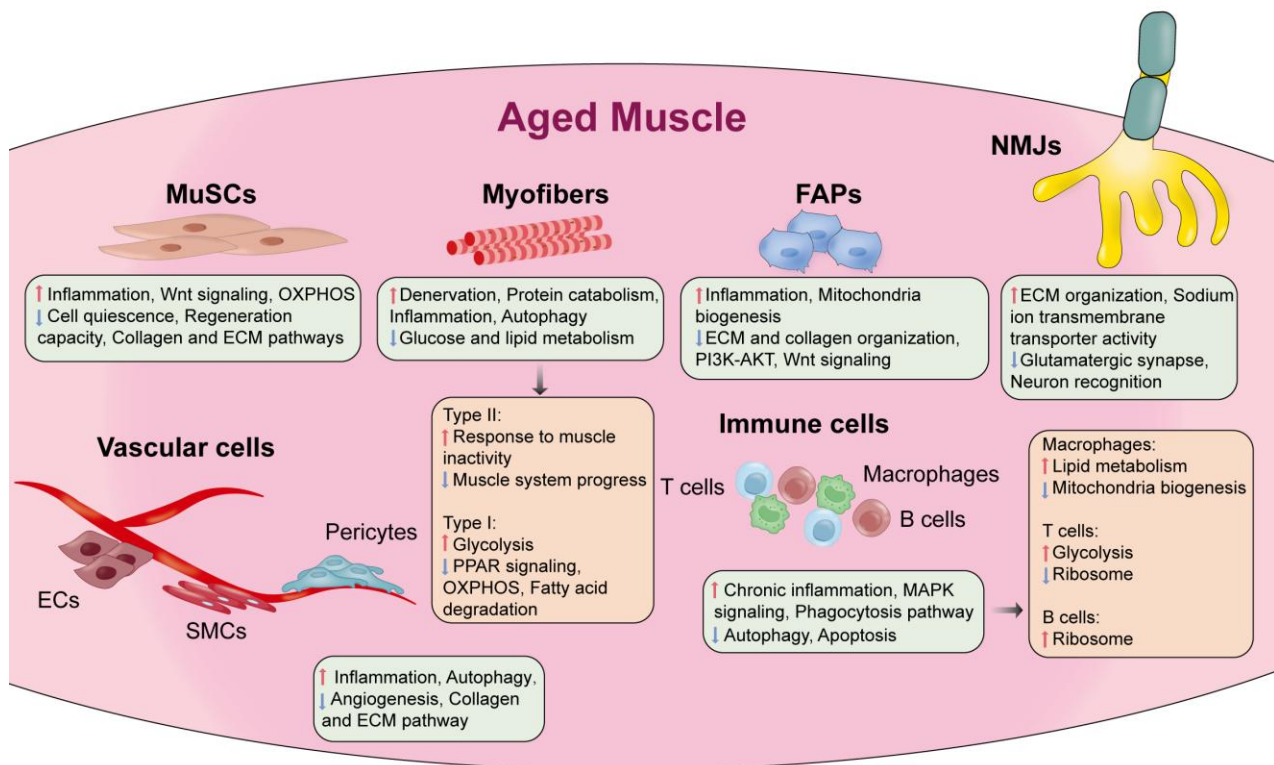 Aged Muscle
NMJs
MuSCs
↑Inflammation, Wnt signaling, OXPHOS
↓Cell quiescence, Regeneration
capacity, Collagen and ECM pathways
Myofibers
↑Denervation, Protein catabolism,
Inflammation, Autophagy
↓Glucose and lipid metabolism
FAPs
↑Inflammation, Mitochondria
biogenesis
↓ECM and collagen organization,
PI3K-AKT, Wnt signaling
↑ECM organization, Sodium
ion transmembrane
transporter activity
↓Glutamatergic synapse,
Neuron recognition
Vascular cells
Pericytes
ECs
SMCs
↑Inflammation, Autophagy,
↓Angiogenesis, Collagen
and ECM pathway
Type II:
↑Response to muscle
inactivity
↓Muscle system progress
Type I:
↑Glycolysis
↓PPAR signaling,
OXPHOS, Fatty acid
degradation
Immune cells
T cells
Macrophages
B cells
↑Chronic inflammation, MAPK
signaling, Phagocytosis pathway
↓Autophagy, Apoptosis
Macrophages:
↑Lipid metabolism
↓Mitochondria biogenesis
T cells:
↑Glycolysis
↓Ribosome
B cells:
↑Ribosome